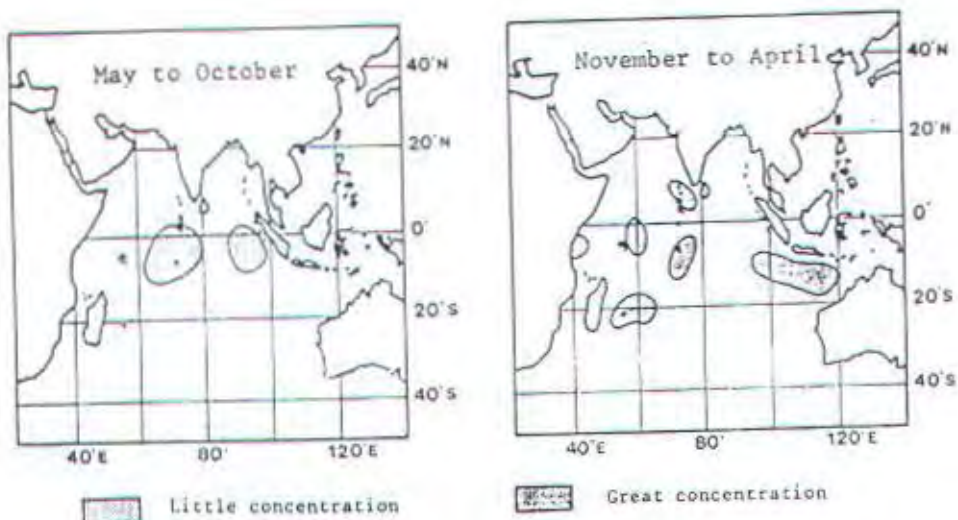 May to October
40°N
20°N
0°
20°S
40°S
40°E
80°
120°E
Little concentration
November to April
40°N
20°N
0°
20°S
40°S
40°E
80°
120°E
Great concentration